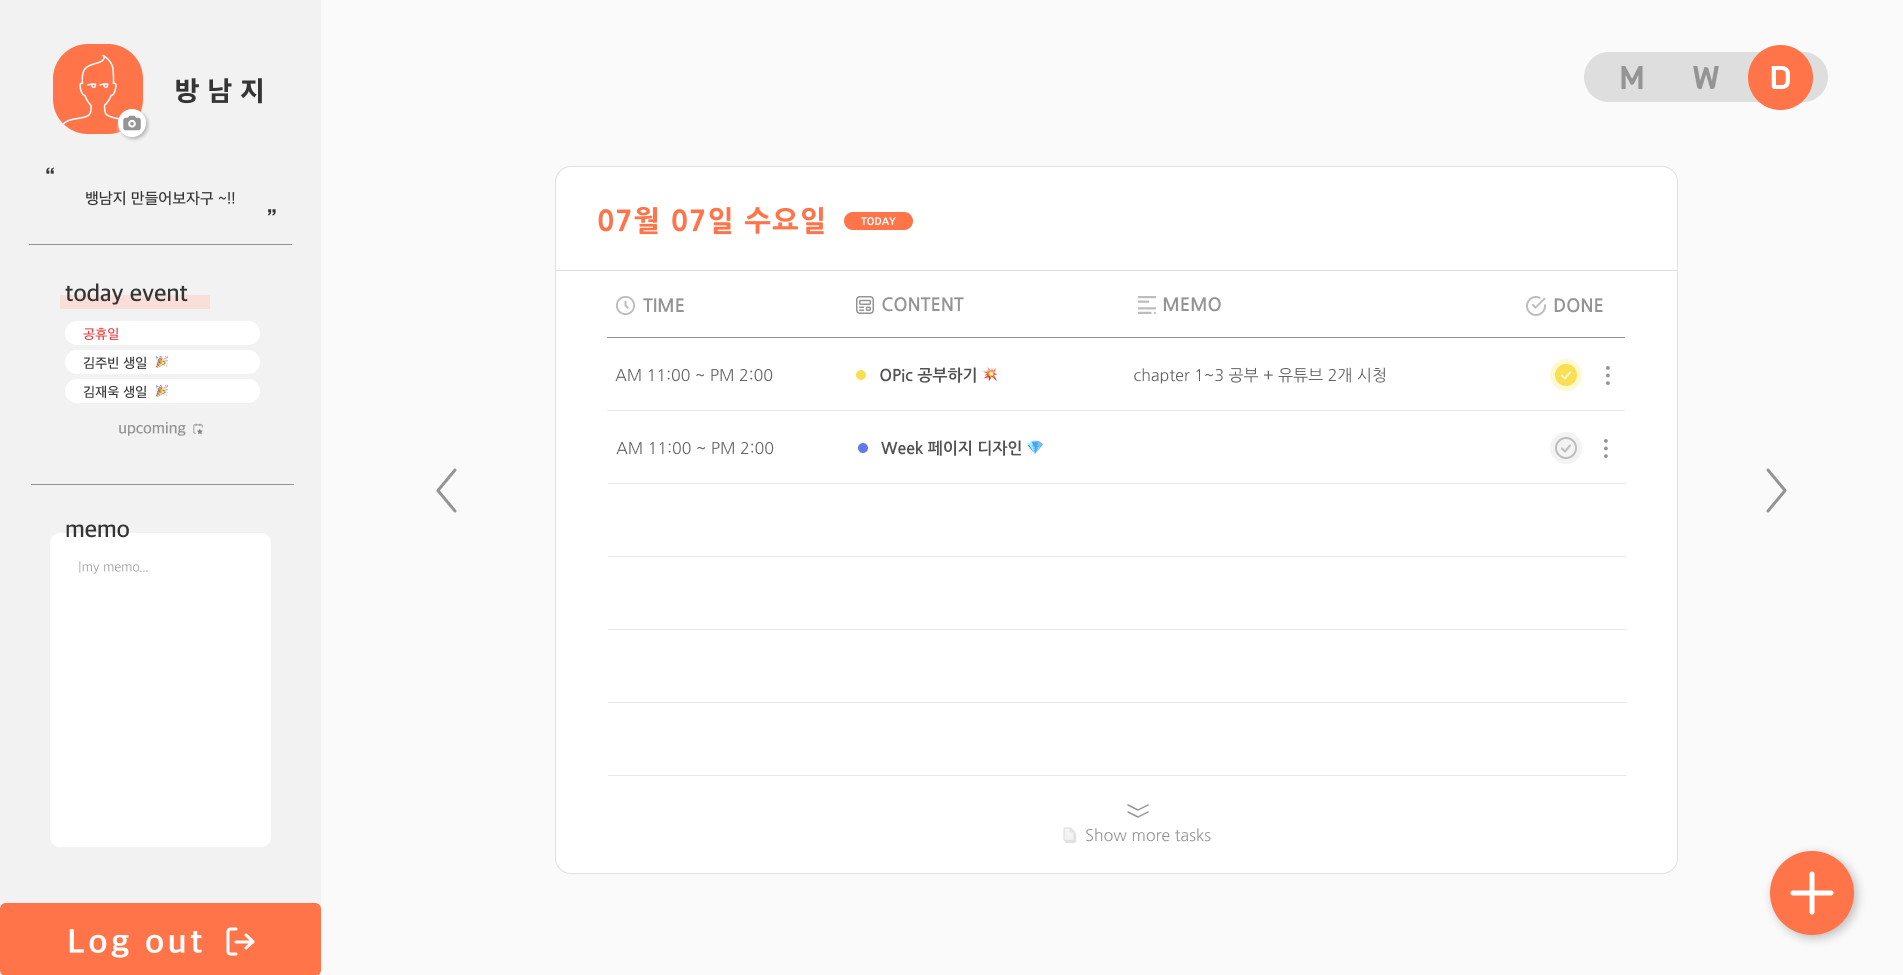 방남지
“
뱅남지 만들어보자구 ~!!
”
today event
공휴일
김주빈 생일 🎉
김재욱 생일 🎉
upcoming
memo
|my memo...
Log out
M W D
07월 07일 수요일 TODAY
TIME CONTENT MEMO DONE
AM 11:00 ~ PM 2:00 OPic 공부하기 💥 chapter 1~3 공부 + 유튜브 2개 시청
AM 11:00 ~ PM 2:00 Week 페이지 디자인 💎
Show more tasks